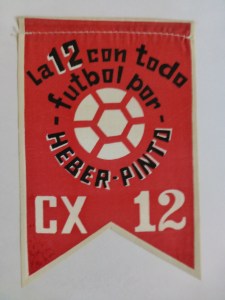 La 12 con todo
- futbol por -
HEBER-PINTO
CX 12